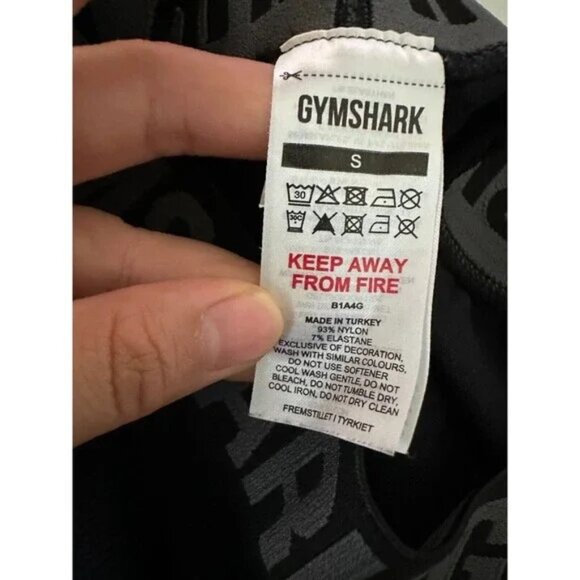 GYMSHARK
S
30
30C
KEEP AWAY
FROM FIRE
B1A4G
MADE IN TURKEY
93% NYLON
7% ELASTANE
EXCLUSIVE OF DECORATION.
WASH WITH SIMILAR COLOURS,
DO NOT USE SOFTENER
COOL WASH GENTLE, DO NOT
BLEACH, DO NOT TUMBLE DRY,
COOL IRON, DO NOT DRY CLEAN
FREMSTILLET I TYRKIET